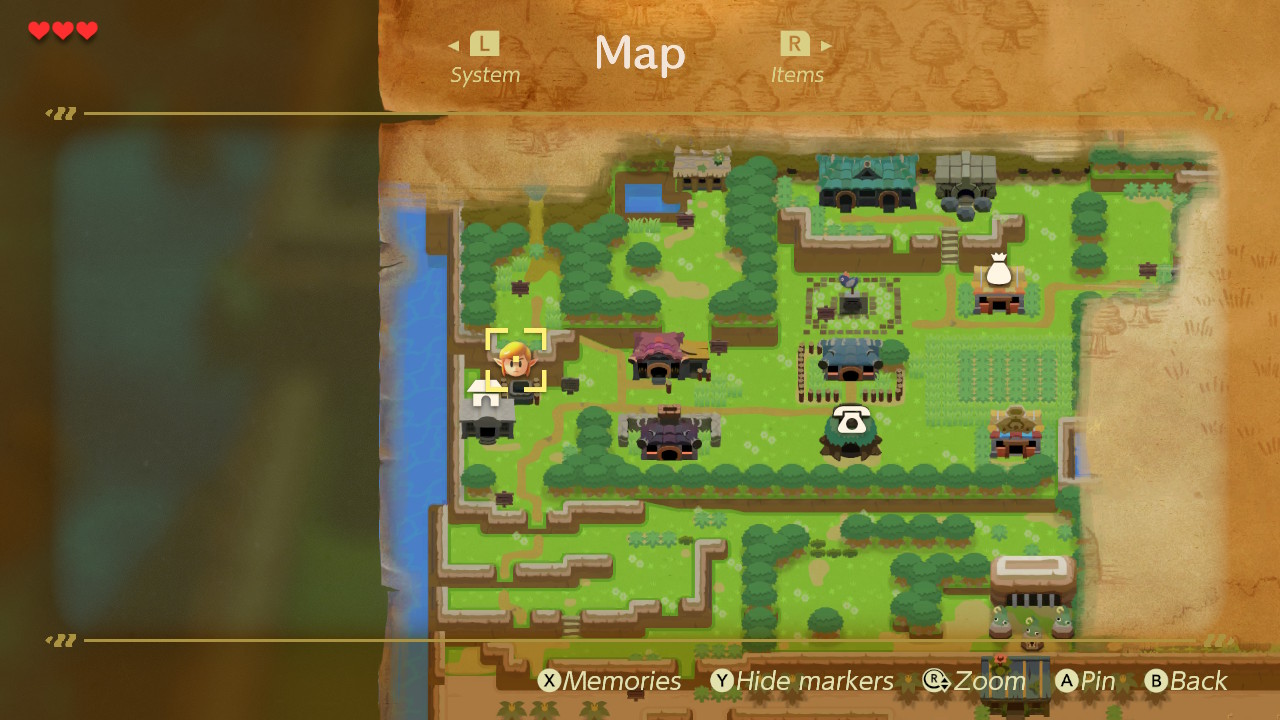 L
Map
R
System
Items
X Memories
Y Hide markers
R Zoom
A Pin
B Back